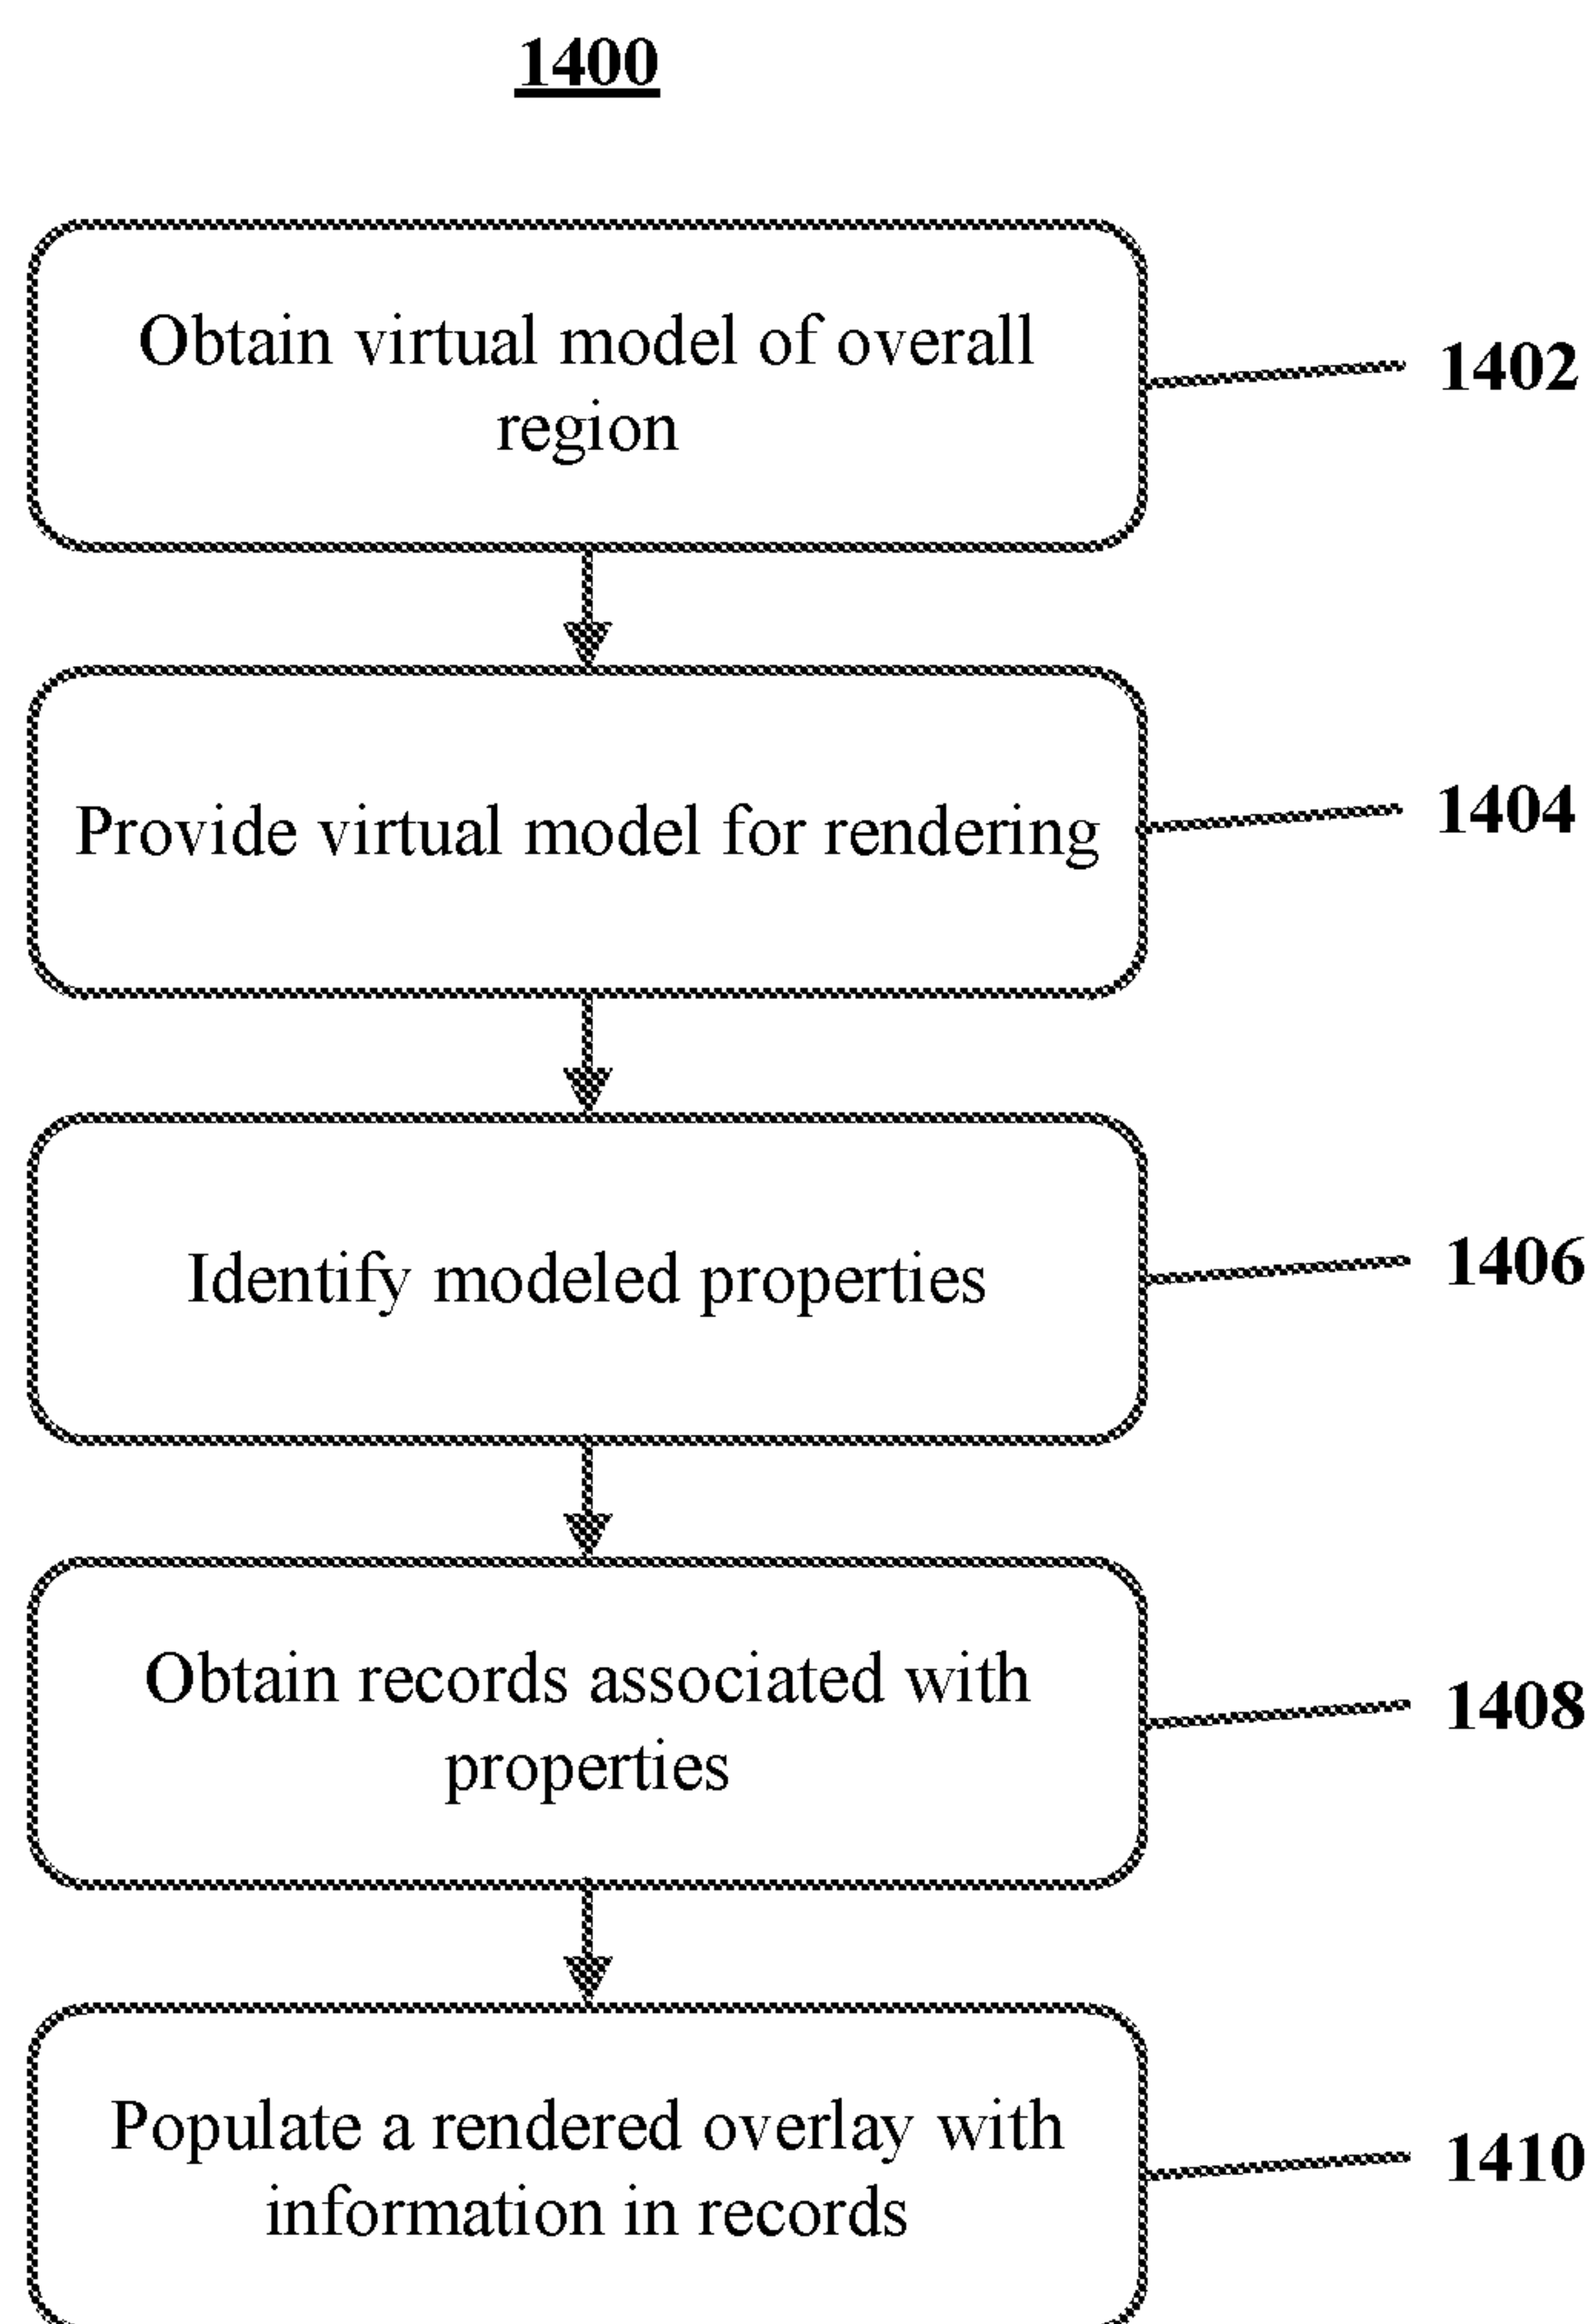 1400
Obtain virtual model of overall
region
1402
Provide virtual model for rendering
1404
Identify modeled properties
1406
Obtain records associated with
properties
1408
Populate a rendered overlay with
information in records
1410